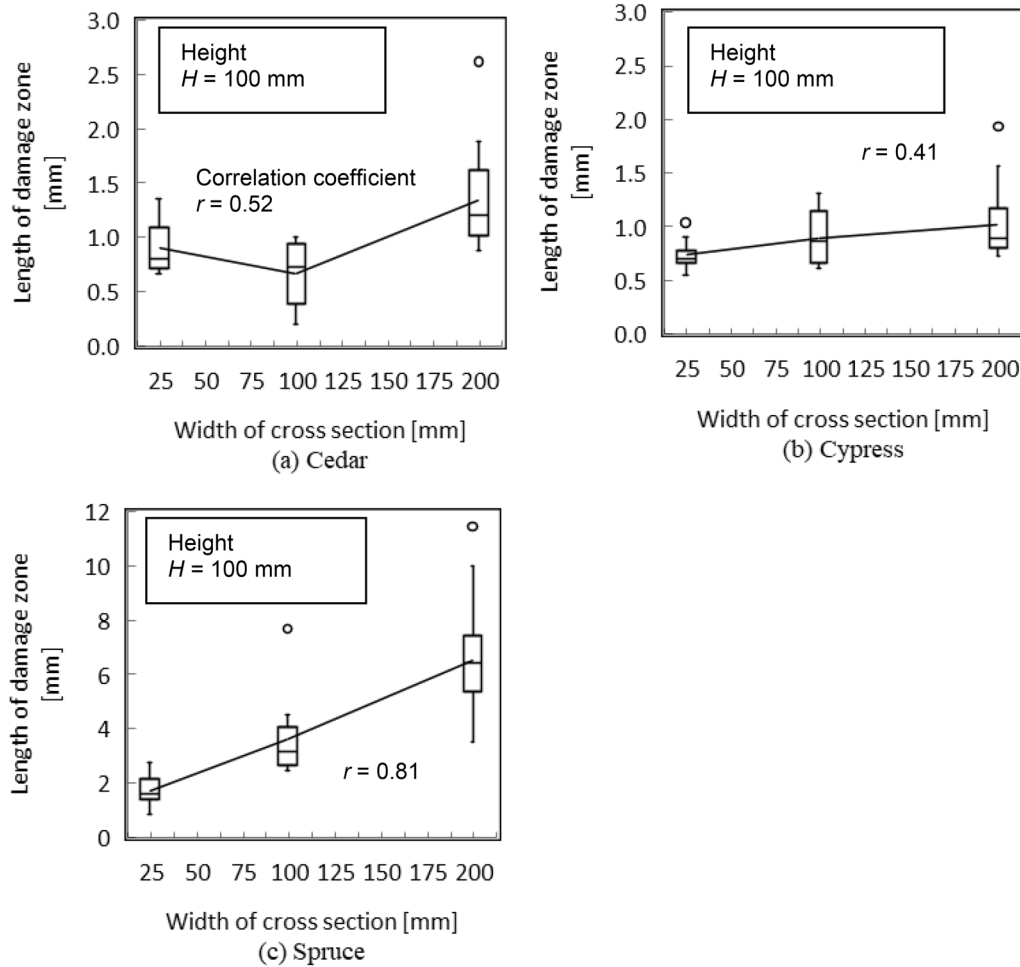 Length of damage zone
[mm]
3.0
2.5
2.0
1.5
1.0
0.5
0.0
Height
H = 100 mm
Correlation coefficient
r = 0.52
25 50 75 100 125 150 175 200
Width of cross section [mm]
(a) Cedar
Length of damage zone
[mm]
3.0
2.5
2.0
1.5
1.0
0.5
0.0
Height
H = 100 mm
r = 0.41
25 50 75 100 125 150 175 200
Width of cross section [mm]
(b) Cypress
Length of damage zone
[mm]
12
10
8
6
4
2
0
Height
H = 100 mm
r = 0.81
25 50 75 100 125 150 175 200
Width of cross section [mm]
(c) Spruce